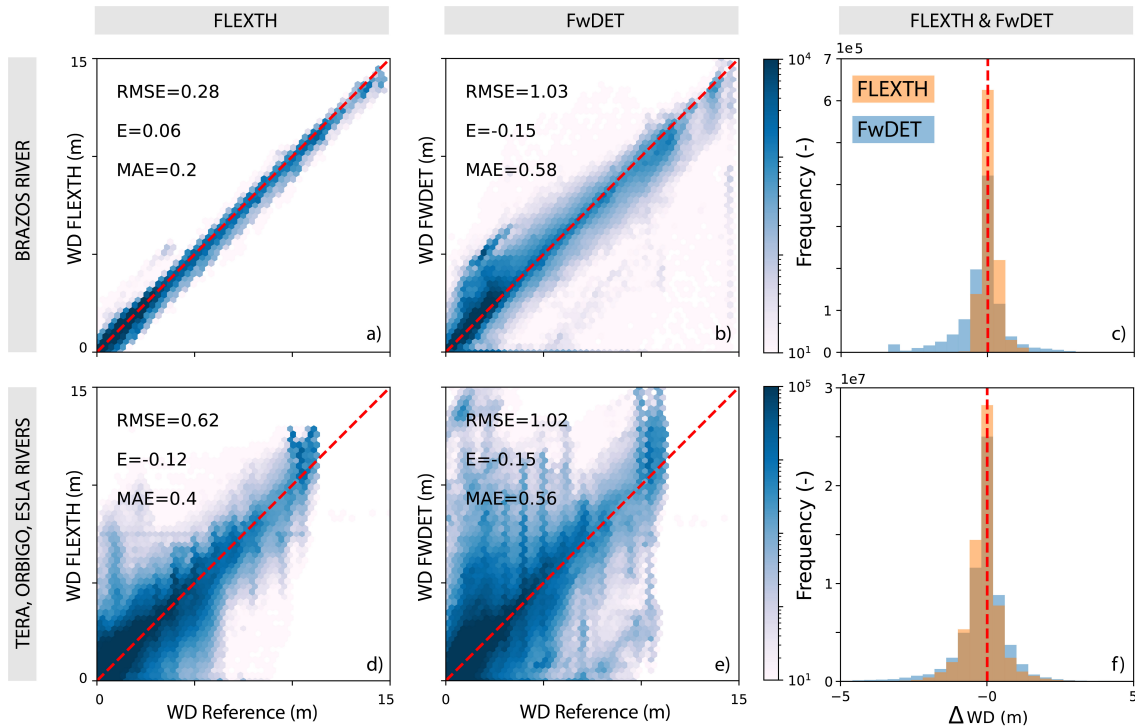 FLEXTH
FwDET
FLEXTH & FwDET
BRAZOS RIVER
WD FLEXTH (m)
15
0
RMSE=0.28
E=0.06
MAE=0.2
a)
WD FWDET (m)
RMSE=1.03
E=-0.15
MAE=0.58
b)
10⁴
10¹
Frequency (-)
1e5
7
6
1
0
FLEXTH
FwDET
c)
TERA, ORBIGO, ESLA RIVERS
WD FLEXTH (m)
15
0
RMSE=0.62
E=-0.12
MAE=0.4
d)
0
15
WD Reference (m)
WD FWDET (m)
RMSE=1.02
E=-0.15
MAE=0.56
e)
0
15
WD Reference (m)
10⁵
10¹
Frequency (-)
1e7
3
2
1
0
f)
−5
−0
5
Δ WD (m)